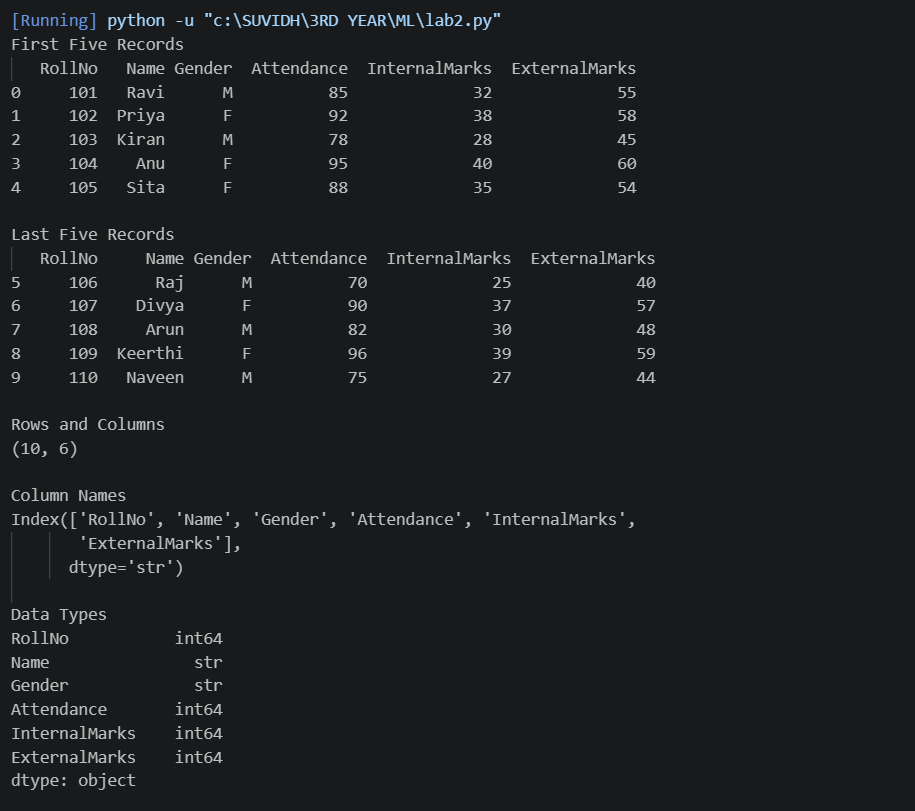 [Running] python -u "c:\SUVIDH\3RD YEAR\ML\lab2.py"
First Five Records
   RollNo   Name Gender  Attendance  InternalMarks  ExternalMarks
0     101   Ravi      M          85             32             55
1     102  Priya      F          92             38             58
2     103  Kiran      M          78             28             45
3     104    Anu      F          95             40             60
4     105   Sita      F          88             35             54

Last Five Records
   RollNo     Name Gender  Attendance  InternalMarks  ExternalMarks
5     106      Raj      M          70             25             40
6     107    Divya      F          90             37             57
7     108     Arun      M          82             30             48
8     109  Keerthi      F          96             39             59
9     110   Naveen      M          75             27             44

Rows and Columns
(10, 6)

Column Names
Index(['RollNo', 'Name', 'Gender', 'Attendance', 'InternalMarks',
       'ExternalMarks'],
      dtype='str')

Data Types
RollNo           int64
Name               str
Gender             str
Attendance       int64
InternalMarks    int64
ExternalMarks    int64
dtype: object